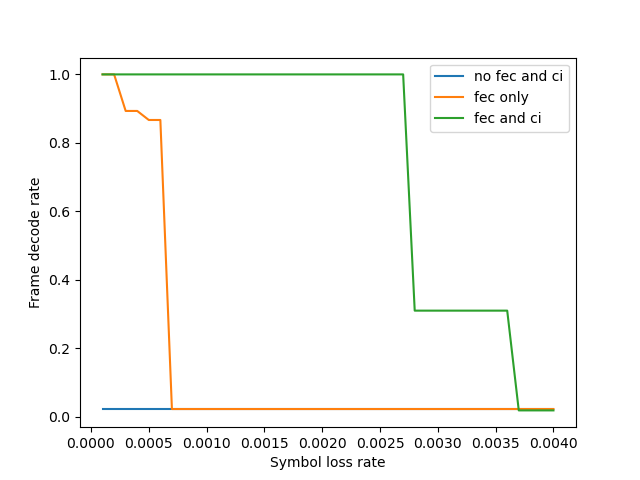 no fec and ci
fec only
fec and ci
Frame decode rate
1.0
0.8
0.6
0.4
0.2
0.0
0.0000 0.0005 0.0010 0.0015 0.0020 0.0025 0.0030 0.0035 0.0040
Symbol loss rate